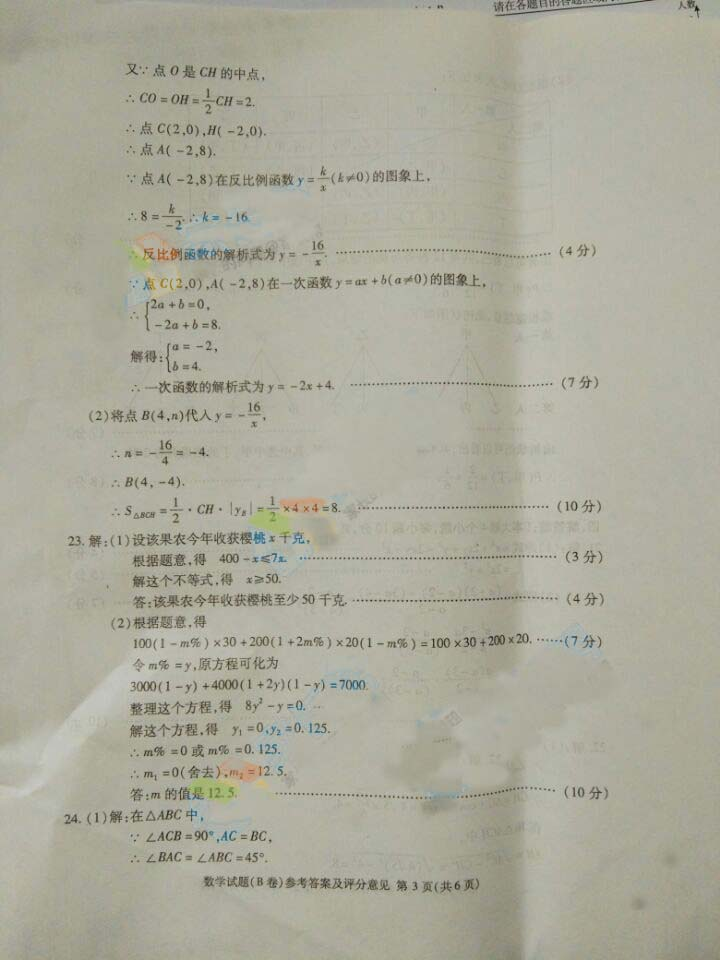 请在各题目的答题区域
人数
又∵点O是CH的中点,
∴CO=OH=1/2CH=2.
∴点C(2,0),H(-2,0).
∴点A(-2,8).
∵点A(-2,8)在反比例函数y=k/x(k≠0)的图象上,
∴8=k/-2.∴k=-16
∴反比例函数的解析式为y=-16/x. ……(4分)
∵点C(2,0),A(-2,8)在一次函数y=ax+b(a≠0)的图象上,
∴{2a+b=0,
-2a+b=8.
解得:{a=-2,
b=4.
∴一次函数的解析式为y=-2x+4. ……(7分)
(2)将点B(4,n)代入y=-16/x,
∴n=-16/4=-4.
∴B(4,-4).
∴S△BCH=1/2·CH·|yB|=1/2×4×4=8. ……(10分)
23.解:(1)设该果农今年收获樱桃x千克,
根据题意,得 400-x≤7x. ……(3分)
解这个不等式,得 x≥50.
答:该果农今年收获樱桃至少50千克. ……(4分)
(2)根据题意,得
100(1-m%)×30+200(1+2m%)×20(1-m%)=100×30+200×20. ……(7分)
令m%=y,原方程可化为
3000(1-y)+4000(1+2y)(1-y)=7000.
整理这个方程,得 8y²-y=0.
解这个方程,得 y₁=0,y₂=0.125.
∴m%=0或m%=0.125.
∴m₁=0(舍去),m₂=12.5.
答:m的值是12.5. ……(10分)
24.(1)解:在△ABC中,
∵∠ACB=90°,AC=BC,
∴∠BAC=∠ABC=45°.
数学试题(B卷)参考答案及评分意见 第3页(共6页)